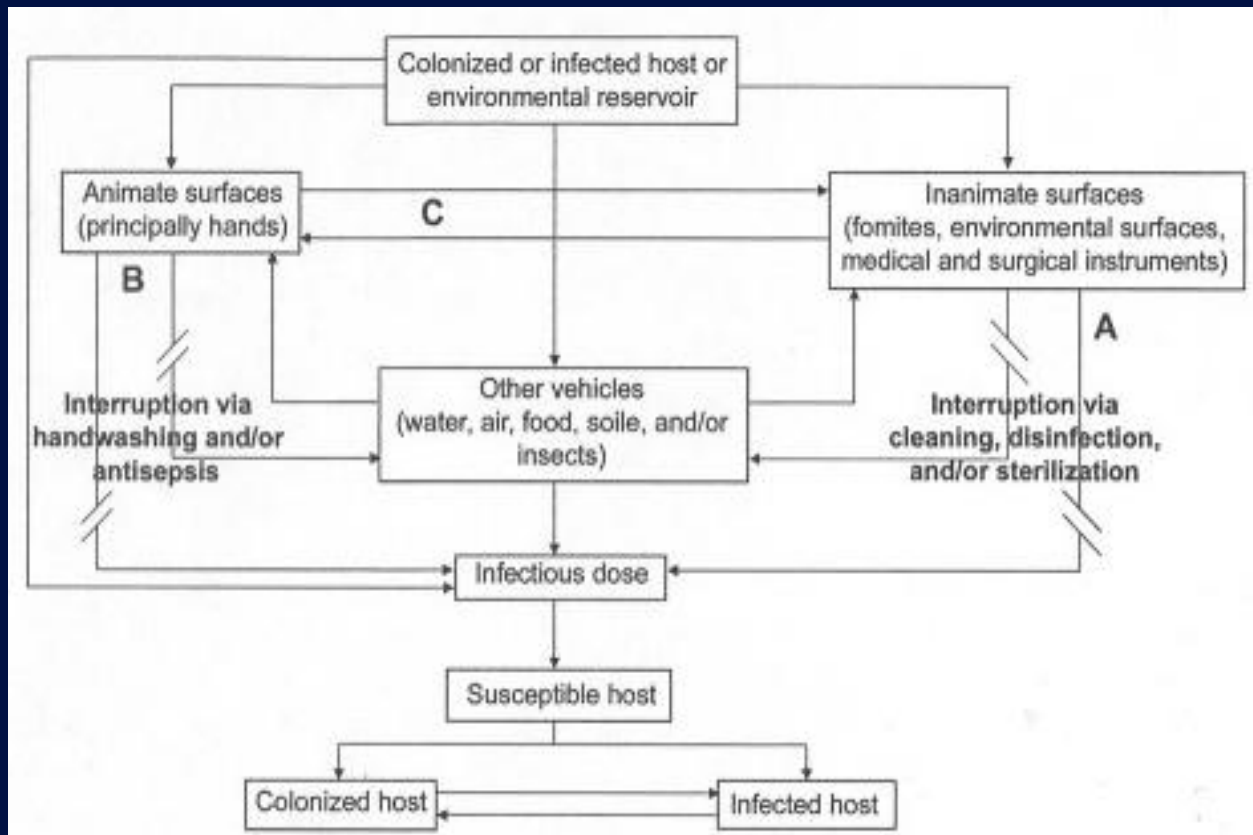 Colonized or infected host or
environmental reservoir
Animate surfaces
(principally hands)
C
Inanimate surfaces
(fomites, environmental surfaces,
medical and surgical instruments)
B
A
Other vehicles
(water, air, food, soile, and/or
insects)
Interruption via
handwashing and/or
antisepsis
Interruption via
cleaning, disinfection,
and/or sterilization
Infectious dose
Susceptible host
Colonized host
Infected host